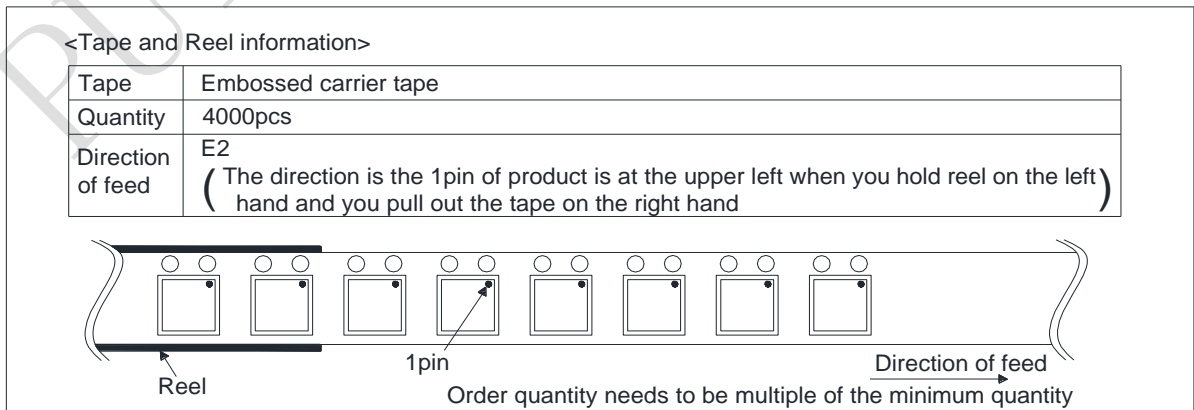 <Tape and Reel information>
Tape Embossed carrier tape
Quantity 4000pcs
Direction of feed E2
(The direction is the 1pin of product is at the upper left when you hold reel on the left
hand and you pull out the tape on the right hand)
1pin
Reel
Direction of feed
Order quantity needs to be multiple of the minimum quantity